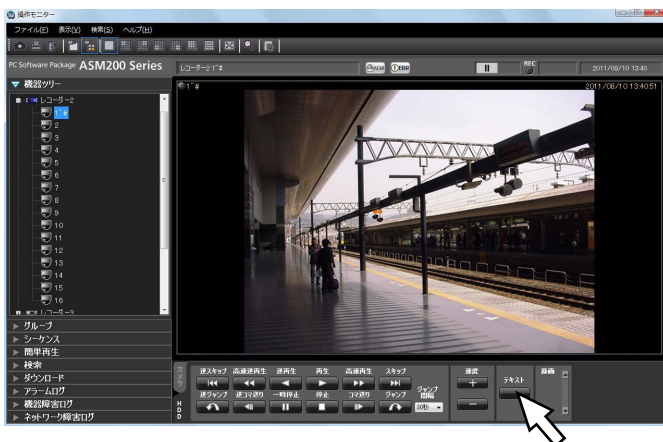 操作モニター
ファイル(E) 表示(V) 検索(S) ヘルプ(H)
PC Software Package ASM200 Series
レコーダー2 1~#
ALM
ERR
REC
2011/08/10 13:40
機器ツリー
レコーダー2
1~#
2
3
4
5
6
7
8
9
10
11
12
13
14
15
16
レコーダー3
グループ
シーケンス
簡単再生
検索
ダウンロード
アラームログ
機器障害ログ
ネットワーク障害ログ
1~#
2011/08/10 13:40:51
カメラ
HDD
逆スキップ 高速逆再生 逆再生 再生 高速再生 スキップ
逆ジャンプ 逆コマ送り 一時停止 停止 コマ送り ジャンプ
ジャンプ間隔
30秒
速度
テキスト
録画